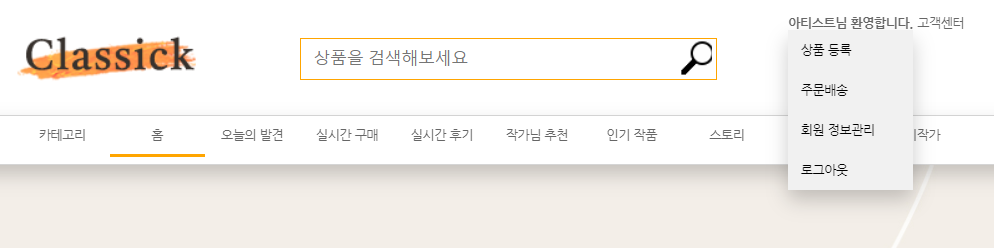 아티스트님 환영합니다. 고객센터
Classick
상품을 검색해보세요
상품 등록
주문배송
회원 정보관리
로그아웃
카테고리 홈 오늘의 발견 실시간 구매 실시간 후기 작가님 추천 인기 작품 스토리